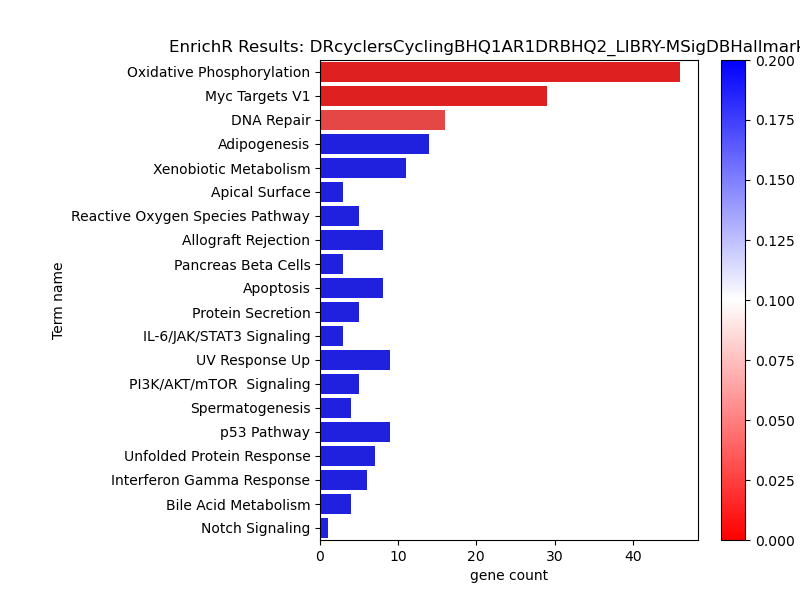 EnrichR Results: DRcyclersCyclingBHQ1AR1DRBHQ2_LIBRY-MSigDBHallmark
Oxidative Phosphorylation
Myc Targets V1
DNA Repair
Adipogenesis
Xenobiotic Metabolism
Apical Surface
Reactive Oxygen Species Pathway
Allograft Rejection
Pancreas Beta Cells
Apoptosis
Protein Secretion
IL-6/JAK/STAT3 Signaling
UV Response Up
PI3K/AKT/mTOR  Signaling
Spermatogenesis
p53 Pathway
Unfolded Protein Response
Interferon Gamma Response
Bile Acid Metabolism
Notch Signaling
Term name
0 10 20 30 40
gene count
0.200
0.175
0.150
0.125
0.100
0.075
0.050
0.025
0.000